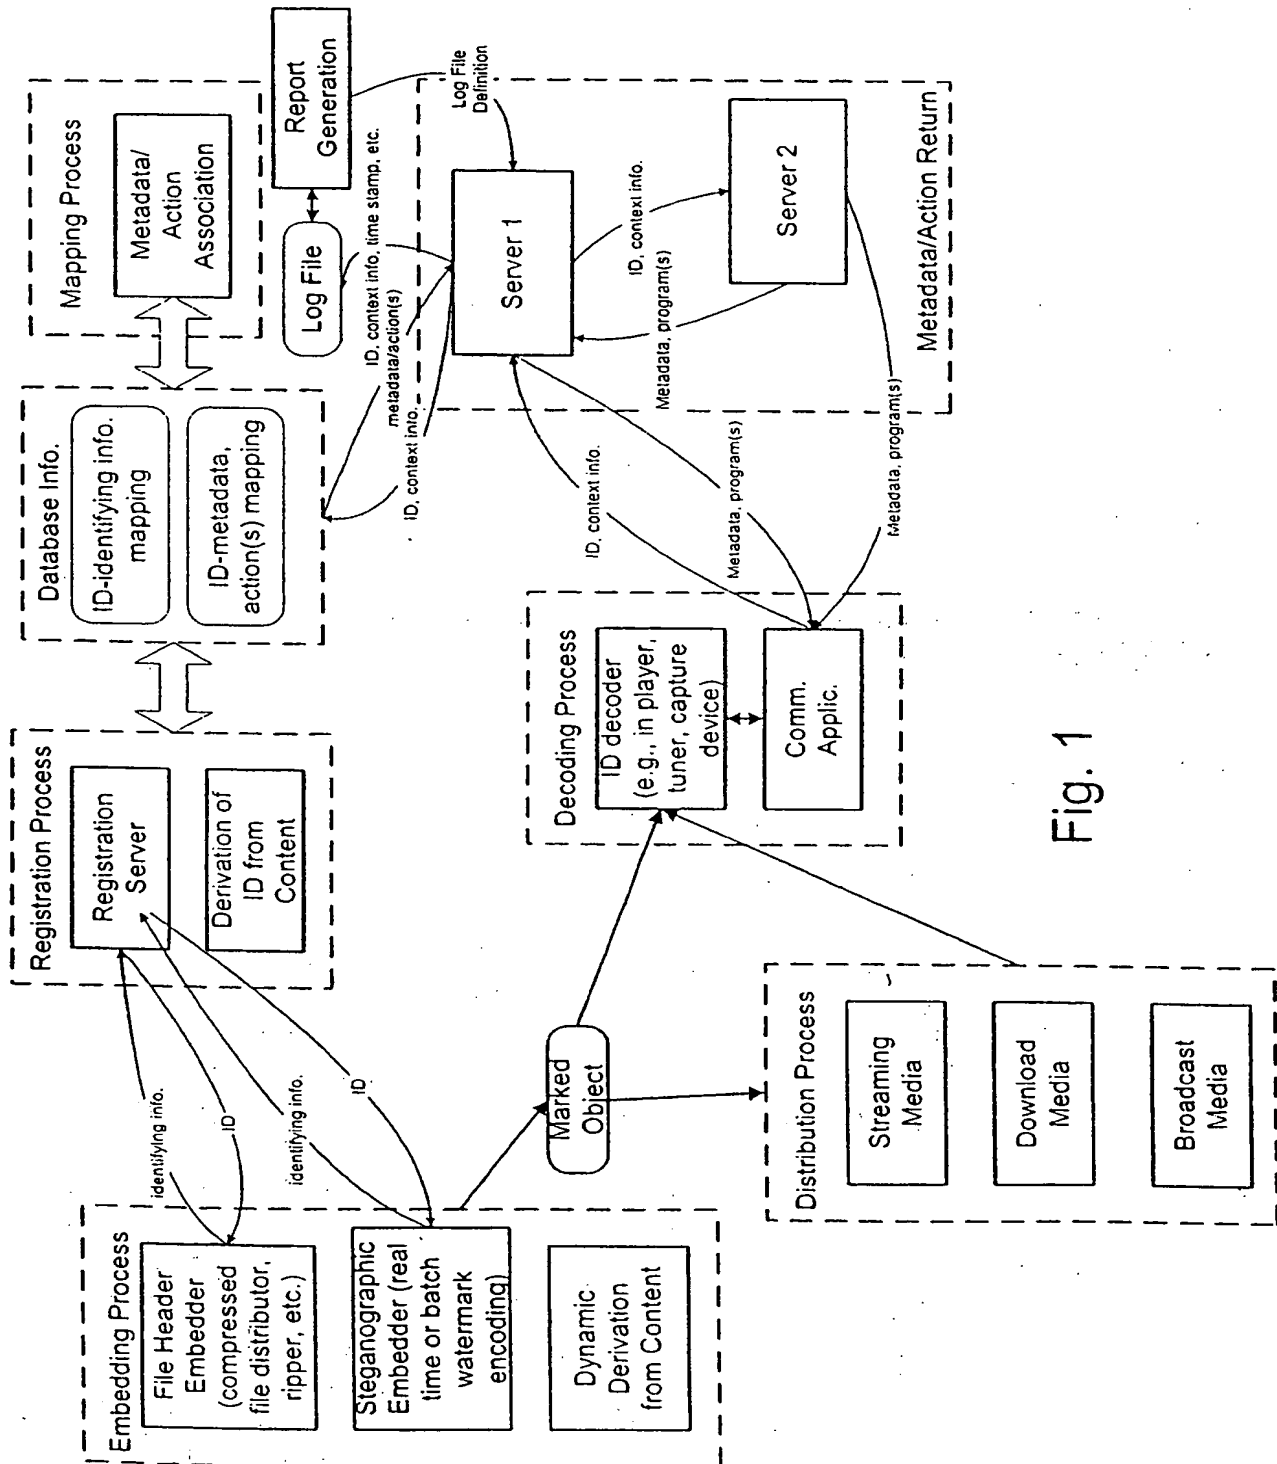 Embedding Process
File Header
Embedder
(compressed
file distributor,
ripper, etc.)
Steganographic
Embedder (real
time or batch
watermark
encoding)
Dynamic
Derivation
from Content
identifying info.
ID
identifying info.
ID
Registration Process
Registration
Server
Derivation of
ID from
Content
Database Info.
ID-identifying info.
mapping
ID-metadata,
action(s) mapping
Mapping Process
Metadata/
Action
Association
Marked
Object
Distribution Process
Streaming
Media
Download
Media
Broadcast
Media
Decoding Process
ID decoder
(e.g., in player,
tuner, capture
device)
Comm.
Applic.
ID, context info.
metadata/action(s)
ID, context info, time stamp, etc.
Log File
Report
Generation
Log File
Definition
ID, context info.
Metadata, program(s)
Server 1
ID, context info.
Metadata, program(s)
Server 2
Metadata, program(s)
Metadata/Action Return
Fig. 1